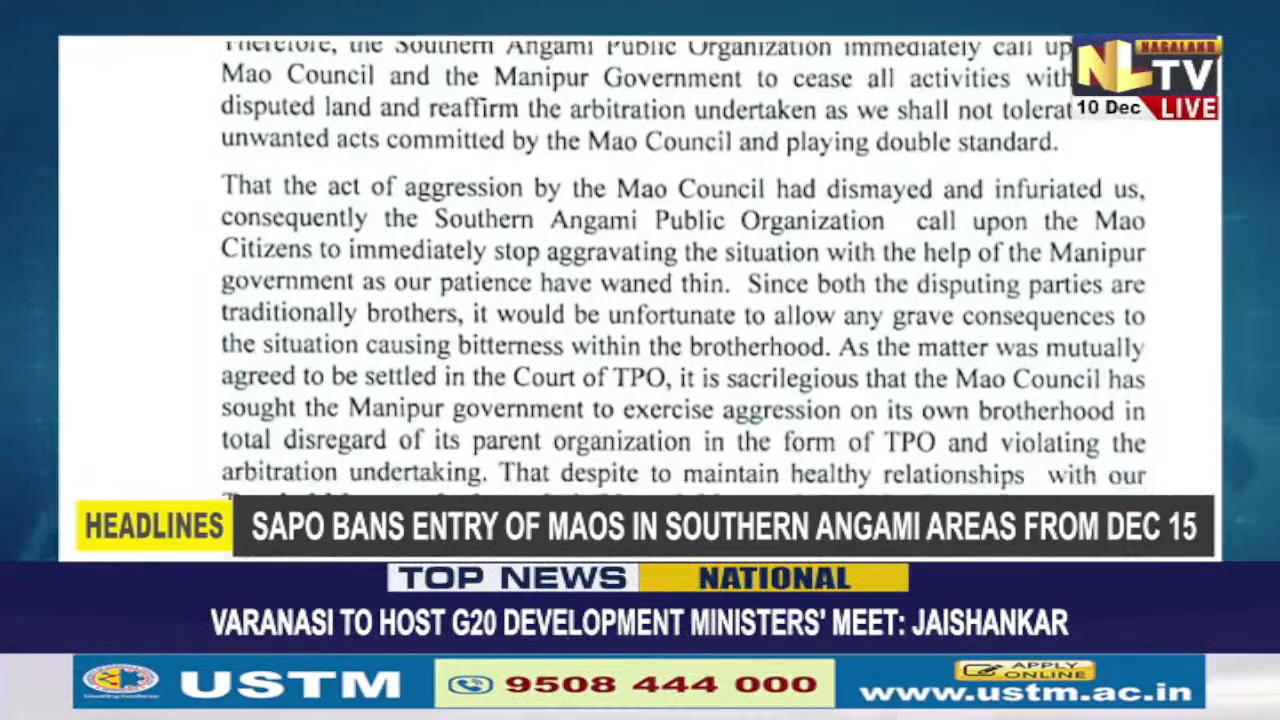 Therefore, the Southern Angami Public Organization immediately call up
Mao Council and the Manipur Government to cease all activities with
disputed land and reaffirm the arbitration undertaken as we shall not tolerat
unwanted acts committed by the Mao Council and playing double standard.
That the act of aggression by the Mao Council had dismayed and infuriated us,
consequently the Southern Angami Public Organization call upon the Mao
Citizens to immediately stop aggravating the situation with the help of the Manipur
government as our patience have waned thin. Since both the disputing parties are
traditionally brothers, it would be unfortunate to allow any grave consequences to
the situation causing bitterness within the brotherhood. As the matter was mutually
agreed to be settled in the Court of TPO, it is sacrilegious that the Mao Council has
sought the Manipur government to exercise aggression on its own brotherhood in
total disregard of its parent organization in the form of TPO and violating the
arbitration undertaking. That despite to maintain healthy relationships with our
NAGALAND
NLTV
10 Dec
LIVE
HEADLINES
SAPO BANS ENTRY OF MAOS IN SOUTHERN ANGAMI AREAS FROM DEC 15
TOP NEWS
NATIONAL
VARANASI TO HOST G20 DEVELOPMENT MINISTERS' MEET: JAISHANKAR
USTM
9508 444 000
APPLY
ONLINE
www.ustm.ac.in